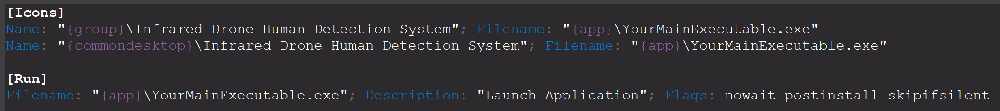 [Icons]
Name: "{group}\Infrared Drone Human Detection System"; Filename: "{app}\YourMainExecutable.exe"
Name: "{commondesktop}\Infrared Drone Human Detection System"; Filename: "{app}\YourMainExecutable.exe"
[Run]
Filename: "{app}\YourMainExecutable.exe"; Description: "Launch Application"; Flags: nowait postinstall skipifsilent